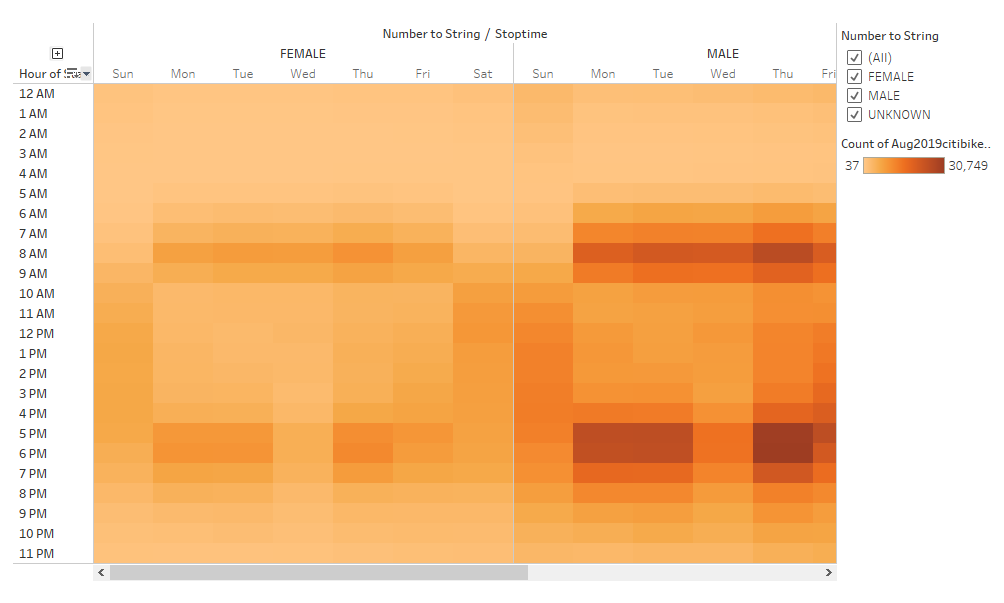 Number to String / Stoptime
FEMALE MALE
Hour of
Sun Mon Tue Wed Thu Fri Sat Sun Mon Tue Wed Thu Fri
12 AM
1 AM
2 AM
3 AM
4 AM
5 AM
6 AM
7 AM
8 AM
9 AM
10 AM
11 AM
12 PM
1 PM
2 PM
3 PM
4 PM
5 PM
6 PM
7 PM
8 PM
9 PM
10 PM
11 PM
Number to String
(All)
FEMALE
MALE
UNKNOWN
Count of Aug2019citibike..
37 30,749